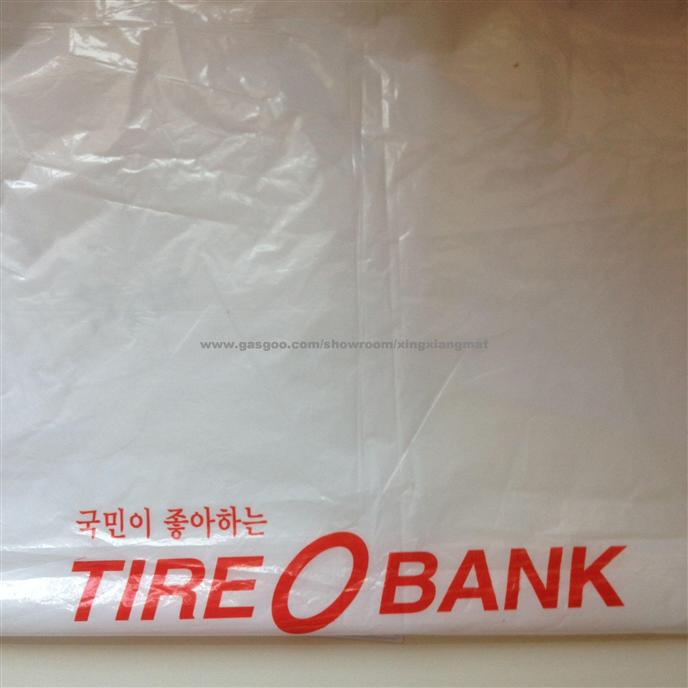 www.gasgoo.com/showroom/xingxiangmat
국민이 좋아하는
TIRE O BANK